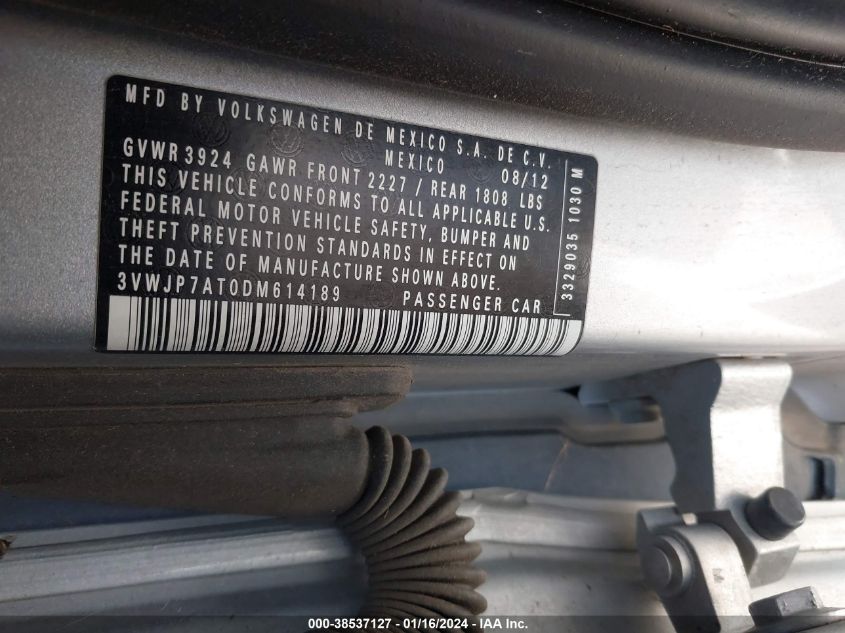 MFD BY VOLKSWAGEN DE MEXICO S.A. DE C.V.
MEXICO
GVWR 3924 GAWR FRONT 2227 / REAR 1808 LBS 08/12
THIS VEHICLE CONFORMS TO ALL APPLICABLE U.S.
FEDERAL MOTOR VEHICLE SAFETY, BUMPER AND
THEFT PREVENTION STANDARDS IN EFFECT ON
THE DATE OF MANUFACTURE SHOWN ABOVE.
3VWJP7AT0DM614189 PASSENGER CAR
3329035 1030 M
000-38537127 - 01/16/2024 - IAA Inc.